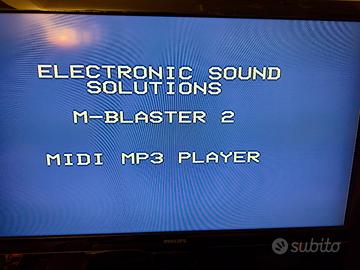 ELECTRONIC SOUND
SOLUTIONS
M-BLASTER 2
MIDI MP3 PLAYER
PHILIPS
subito